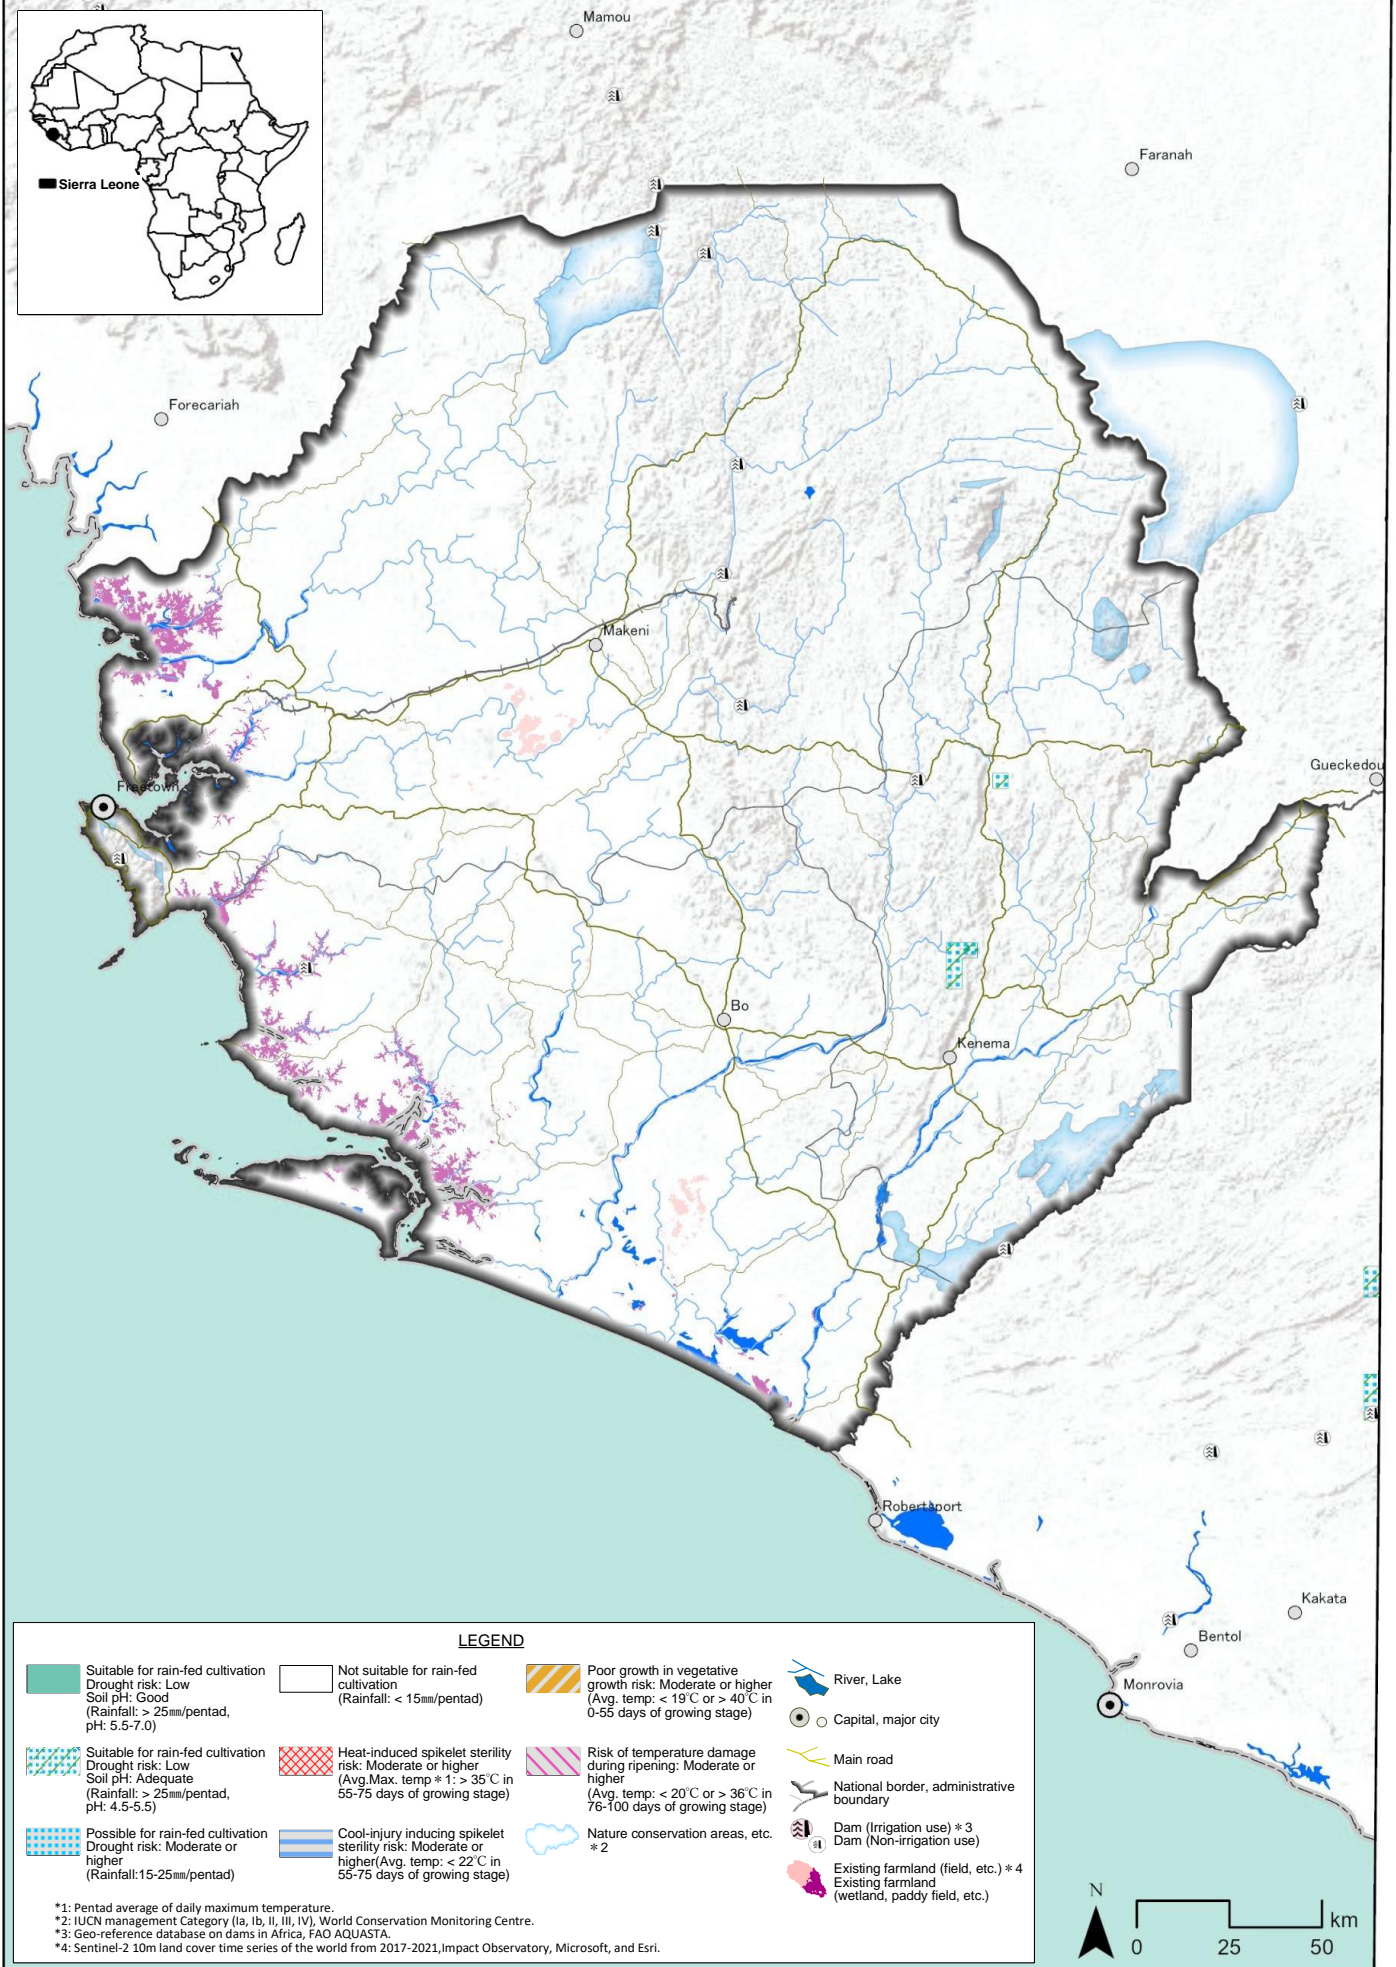 Mamou
Faranah
Sierra Leone
Forecariah
Makeni
Gueckedou
Freetown
Bo
Kenema
Robertsport
Kakata
Bentol
Monrovia
LEGEND
Suitable for rain-fed cultivation
Drought risk: Low
Soil pH: Good
(Rainfall: > 25㎜/pentad,
pH: 5.5-7.0)
Suitable for rain-fed cultivation
Drought risk: Low
Soil pH: Adequate
(Rainfall: > 25㎜/pentad,
pH: 4.5-5.5)
Possible for rain-fed cultivation
Drought risk: Moderate or
higher
(Rainfall:15-25㎜/pentad)
Not suitable for rain-fed
cultivation
(Rainfall: < 15㎜/pentad)
Heat-induced spikelet sterility
risk: Moderate or higher
(Avg.Max. temp＊1: > 35℃ in
55-75 days of growing stage)
Cool-injury inducing spikelet
sterility risk: Moderate or
higher(Avg. temp: < 22℃ in
55-75 days of growing stage)
Poor growth in vegetative
growth risk: Moderate or higher
(Avg. temp: < 19℃ or > 40℃ in
0-55 days of growing stage)
Risk of temperature damage
during ripening: Moderate or
higher
(Avg. temp: < 20℃ or > 36℃ in
76-100 days of growing stage)
Nature conservation areas, etc.
＊2
River, Lake
Capital, major city
Main road
National border, administrative
boundary
Dam (Irrigation use)＊3
Dam (Non-irrigation use)
Existing farmland (field, etc.)＊4
Existing farmland
(wetland, paddy field, etc.)
*1: Pentad average of daily maximum temperature.
*2: IUCN management Category (Ia, Ib, II, III, IV), World Conservation Monitoring Centre.
*3: Geo-reference database on dams in Africa, FAO AQUASTA.
*4: Sentinel-2 10m land cover time series of the world from 2017-2021,Impact Observatory, Microsoft, and Esri.
N
km
0 25 50